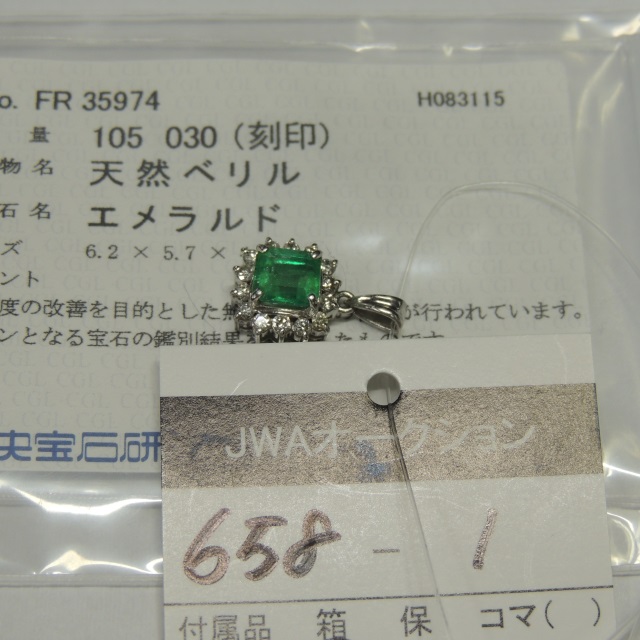 o. FR 35974 H083115
量 105 030 (刻印)
物名 天然ベリル
石名 エメラルド
ズ 6.2 × 5.7 ×
ント
度の改善を目的とした無 が行われています。
ンとなる宝石の鑑別結果
央宝石研
JWAオークション
658 - 1
付属品 箱 保 コマ( )